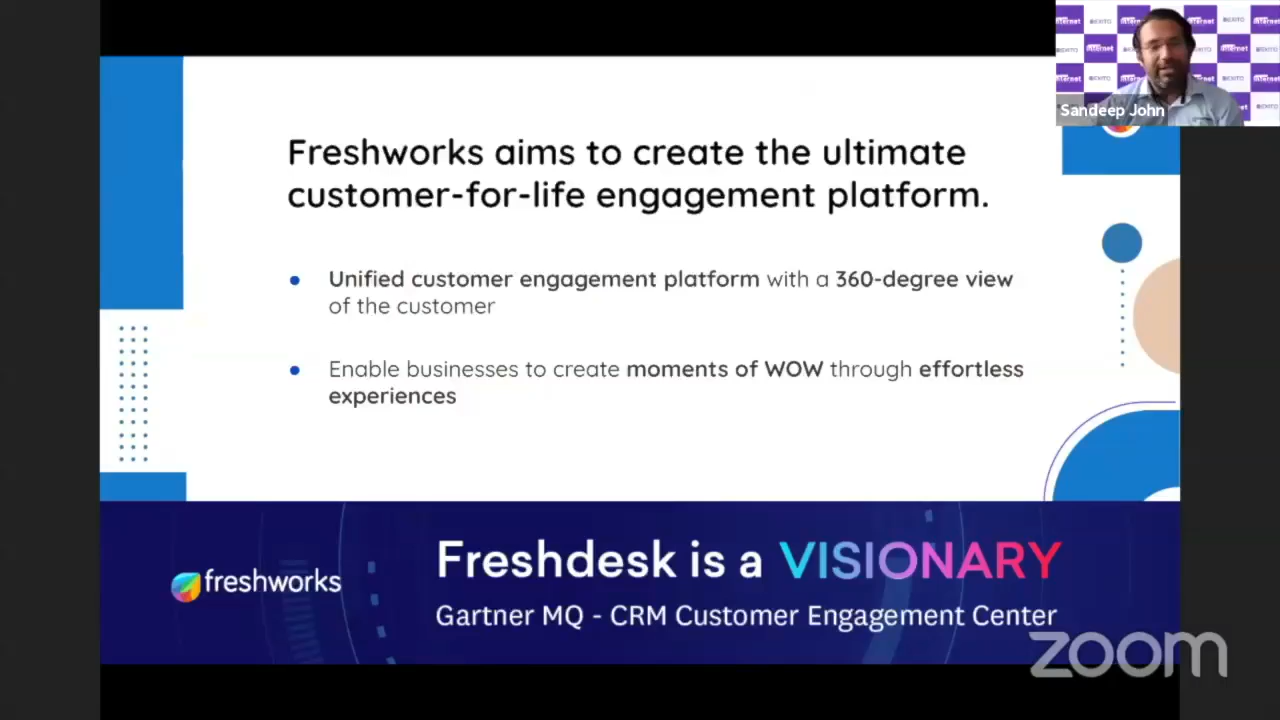 Sandeep John
Freshworks aims to create the ultimate
customer-for-life engagement platform.
Unified customer engagement platform with a 360-degree view
of the customer
Enable businesses to create moments of WOW through effortless
experiences
freshworks
Freshdesk is a VISIONARY
Gartner MQ - CRM Customer Engagement Center
zoom